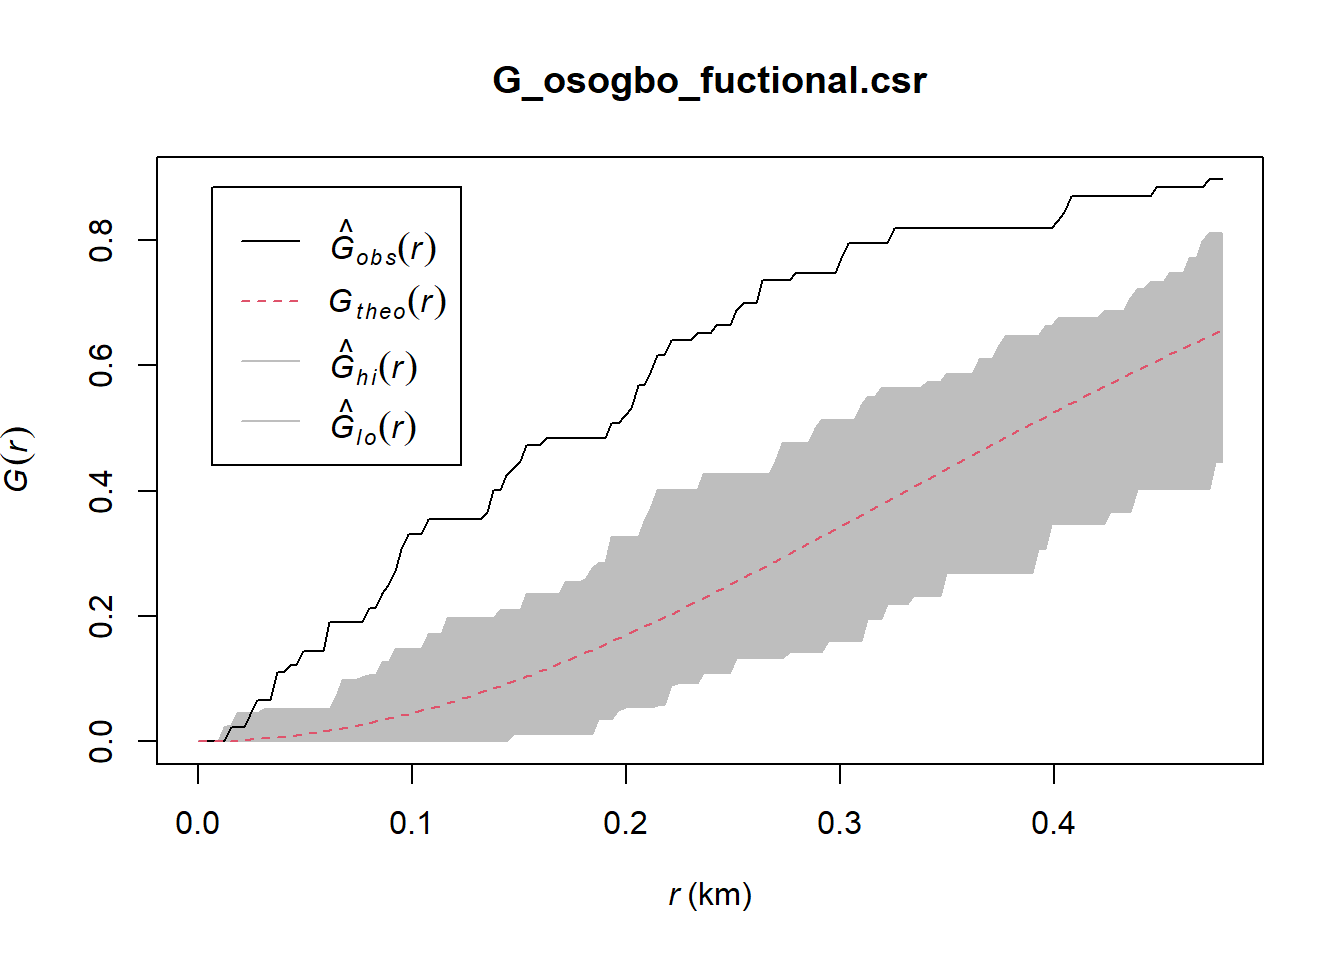 G_osogbo_fuctional.csr
Ĝobs(r)
Gtheo(r)
Ĝhi(r)
Ĝlo(r)
G(r)
0.8
0.6
0.4
0.2
0.0
0.0 0.1 0.2 0.3 0.4
r (km)